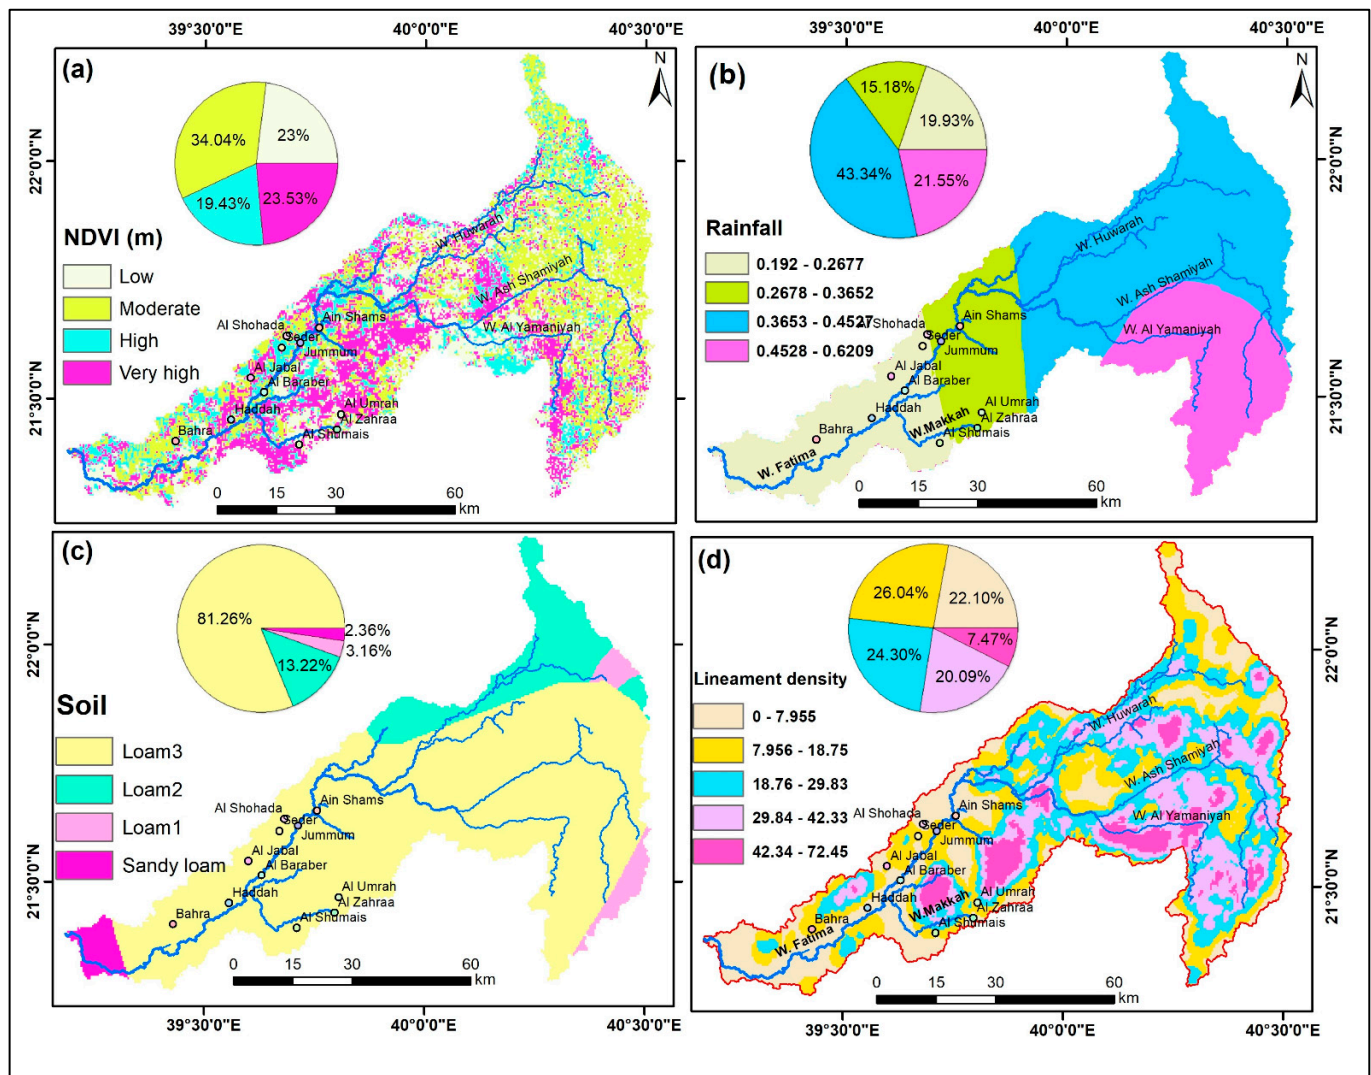 39°30'0"E 40°0'0"E 40°30'0"E
39°30'0"E 40°0'0"E 40°30'0"E
(a)
N
34.04%
23%
19.43%
23.53%
NDVI (m)
Low
Moderate
High
Very high
22°0'0"N
21°30'0"N
W. Huwarah
W. Ash Shamiyah
W. Al Yamaniyah
Ain Shams
Al Shohada
Seder
Jummum
Al Jabal
Al Baraber
Haddah
Al Umrah
Al Zahraa
Bahra
Al Shumais
0 15 30 60
km
(b)
N
15.18%
19.93%
43.34%
21.55%
Rainfall
0.192 - 0.2677
0.2678 - 0.3652
0.3653 - 0.4527
0.4528 - 0.6209
22°0'0"N
21°30'0"N
W. Huwarah
W. Ash Shamiyah
W. Al Yamaniyah
Ain Shams
Al Shohada
Seder
Jummum
Al Jabal
Al Baraber
Haddah
Al Umrah
Al Zahraa
W.Makkah
Bahra
Al Shumais
W. Fatima
0 15 30 60
km
(c)
81.26%
2.36%
3.16%
13.22%
Soil
Loam3
Loam2
Loam1
Sandy loam
22°0'0"N
21°30'0"N
Ain Shams
Al Shohada
Seder
Jummum
Al Jabal
Al Baraber
Haddah
Al Umrah
Al Zahraa
Bahra
Al Shumais
0 15 30 60
km
39°30'0"E 40°0'0"E 40°30'0"E
(d)
26.04%
22.10%
7.47%
24.30%
20.09%
Lineament density
0 - 7.955
7.956 - 18.75
18.76 - 29.83
29.84 - 42.33
42.34 - 72.45
22°0'0"N
21°30'0"N
W. Huwarah
W. Ash Shamiyah
W. Al Yamaniyah
Ain Shams
Al Shohada
Seder
Jummum
Al Jabal
Al Baraber
Haddah
Al Umrah
Al Zahraa
W.Makkah
Bahra
Al Shumais
W. Fatima
0 15 30 60
km
39°30'0"E 40°0'0"E 40°30'0"E